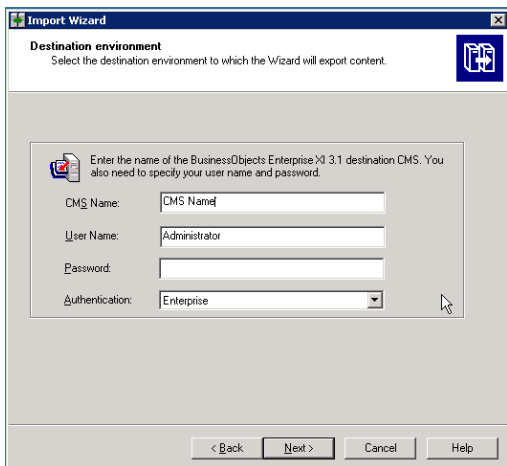 Import Wizard
Destination environment
Select the destination environment to which the Wizard will export content.
Enter the name of the BusinessObjects Enterprise XI 3.1 destination CMS. You
also need to specify your user name and password.
CMS Name: CMS Name
User Name: Administrator
Password:
Authentication: Enterprise
< Back Next > Cancel Help